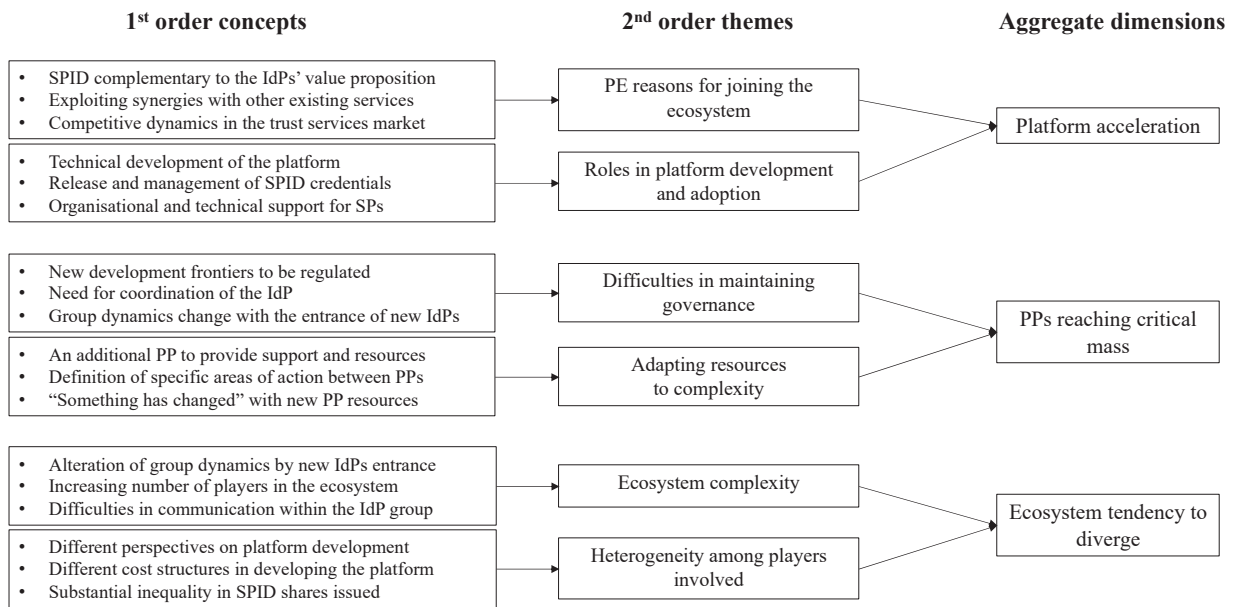 1st order concepts
2nd order themes
Aggregate dimensions
• SPID complementary to the IdPs’ value proposition
• Exploiting synergies with other existing services
• Competitive dynamics in the trust services market
PE reasons for joining the
ecosystem
Platform acceleration
• Technical development of the platform
• Release and management of SPID credentials
• Organisational and technical support for SPs
Roles in platform development
and adoption
• New development frontiers to be regulated
• Need for coordination of the IdP
• Group dynamics change with the entrance of new IdPs
Difficulties in maintaining
governance
PPs reaching critical
mass
• An additional PP to provide support and resources
• Definition of specific areas of action between PPs
• “Something has changed” with new PP resources
Adapting resources
to complexity
• Alteration of group dynamics by new IdPs entrance
• Increasing number of players in the ecosystem
• Difficulties in communication within the IdP group
Ecosystem complexity
Ecosystem tendency to
diverge
• Different perspectives on platform development
• Different cost structures in developing the platform
• Substantial inequality in SPID shares issued
Heterogeneity among players
involved